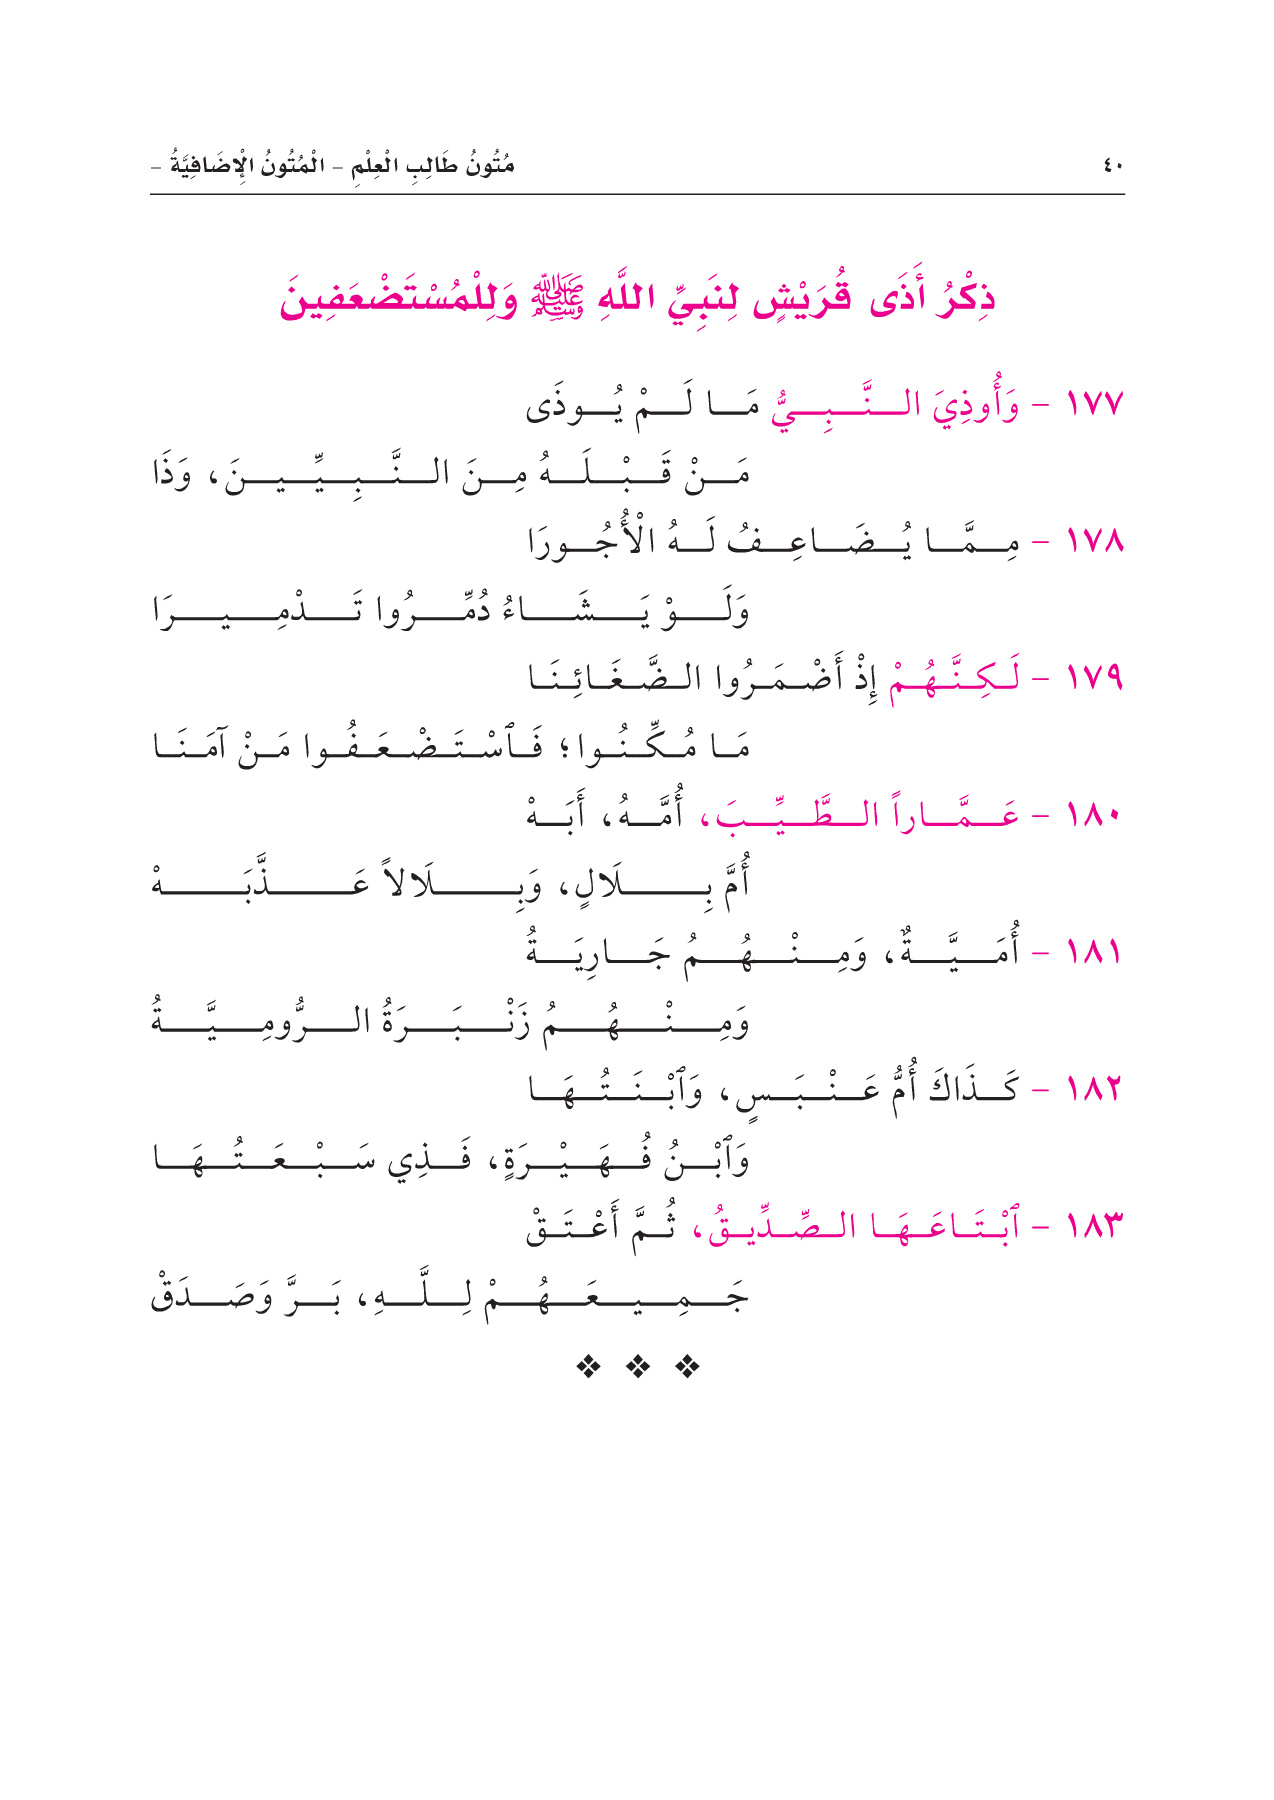 ٤٠ مُتُونُ طَالِبِ الْعِلْمِ - الْمُتُونُ الْإِضَافِيَّةُ -
ذِكْرُ أَذَى قُرَيْشٍ لِنَبِيِّ اللَّهِ ﷺ وَلِلْمُسْتَضْعَفِينَ
١٧٧ - وَأُوذِيَ النَّبِيُّ مَا لَمْ يُوذَى
مَنْ قَبْلَهُ مِنَ النَّبِيِّينَ، وَذَا
١٧٨ - مِمَّا يُضَاعِفُ لَهُ الْأُجُورَا
وَلَوْ يَشَاءُ دُمِّرُوا تَدْمِيرَا
١٧٩ - لَكِنَّهُمْ إِذْ أَضْمَرُوا الضَّغَائِنَا
مَا مُكِّنُوا؛ فَٱسْتَضْعَفُوا مَنْ آمَنَا
١٨٠ - عَمَّاراً الطَّيِّبَ، أُمَّهُ، أَبَهْ
أُمَّ بِلَالٍ، وَبِلَالاً عَذَّبَهْ
١٨١ - أُمَيَّةٌ، وَمِنْهُمُ جَارِيَةُ
وَمِنْهُمُ زَنْبَرَةُ الرُّومِيَّةُ
١٨٢ - كَذَاكَ أُمُّ عَنْبَسٍ، وَٱبْنَتُهَا
وَٱبْنُ فُهَيْرَةٍ، فَذِي سَبْعَتُهَا
١٨٣ - ٱبْتَاعَهَا الصِّدِّيقُ، ثُمَّ أَعْتَقْ
جَمِيعَهُمْ لِلَّهِ، بَرَّ وَصَدَقْ